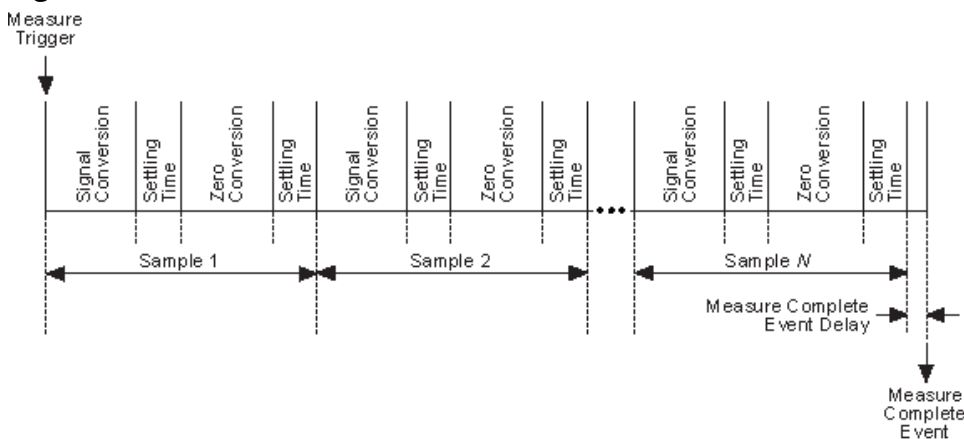 Measure
Trigger
Signal
Conversion
Settling
Time
Zero
Conversion
Settling
Time
Signal
Conversion
Settling
Time
Zero
Conversion
Settling
Time
Signal
Conversion
Settling
Time
Zero
Conversion
Settling
Time
Sample 1
Sample 2
Sample N
Measure Complete
Event Delay
Measure
Complete
Event